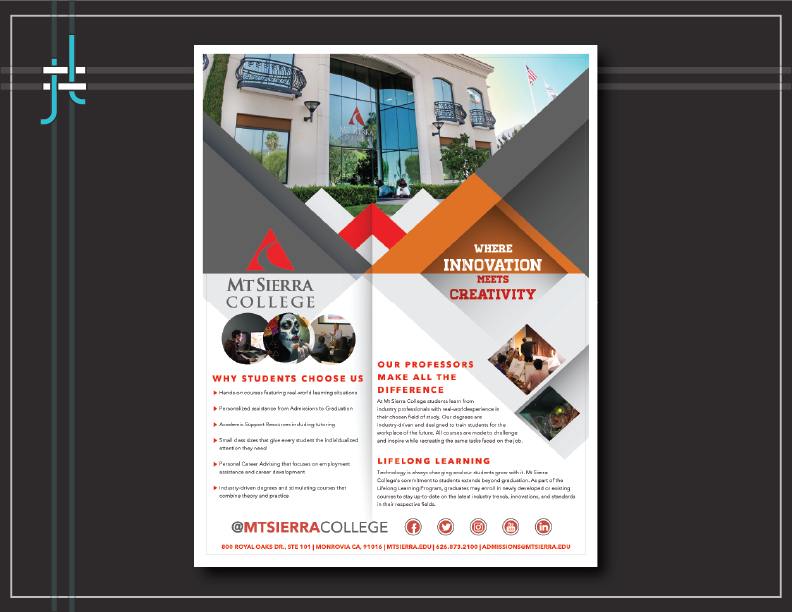 jt
MT SIERRA
WHERE
INNOVATION
MEETS
CREATIVITY
MT SIERRA
COLLEGE
WHY STUDENTS CHOOSE US
Hands-on courses featuring real-world learning situations
Personalized assistance from Admissions to Graduation
Academic Support Resources including tutoring
Small class sizes that give every student the individualized
attention they need
Personal Career Advising that focuses on employment
assistance and career development
Industry-driven degrees and stimulating courses that
combine theory and practice
OUR PROFESSORS
MAKE ALL THE
DIFFERENCE
At Mt Sierra College students learn from
industry professionals with real-world experience in
their chosen field of study. Our degrees are
industry-driven and designed to train students for the
workplace of the future. All courses are made to challenge
and inspire while recreating the same tasks faced on the job.
LIFELONG LEARNING
Technology is always changing and our students grow with it. Mt Sierra
College's commitment to students extends beyond graduation. As part of the
Lifelong Learning Program, graduates may enroll in newly developed or existing
courses to stay up-to-date on the latest industry trends, innovations, and standards
in their respective fields.
@MTSIERRACOLLEGE
800 ROYAL OAKS DR., STE 101 | MONROVIA CA, 91016 | MTSIERRA.EDU | 626.873.2100 | ADMISSIONS@MTSIERRA.EDU